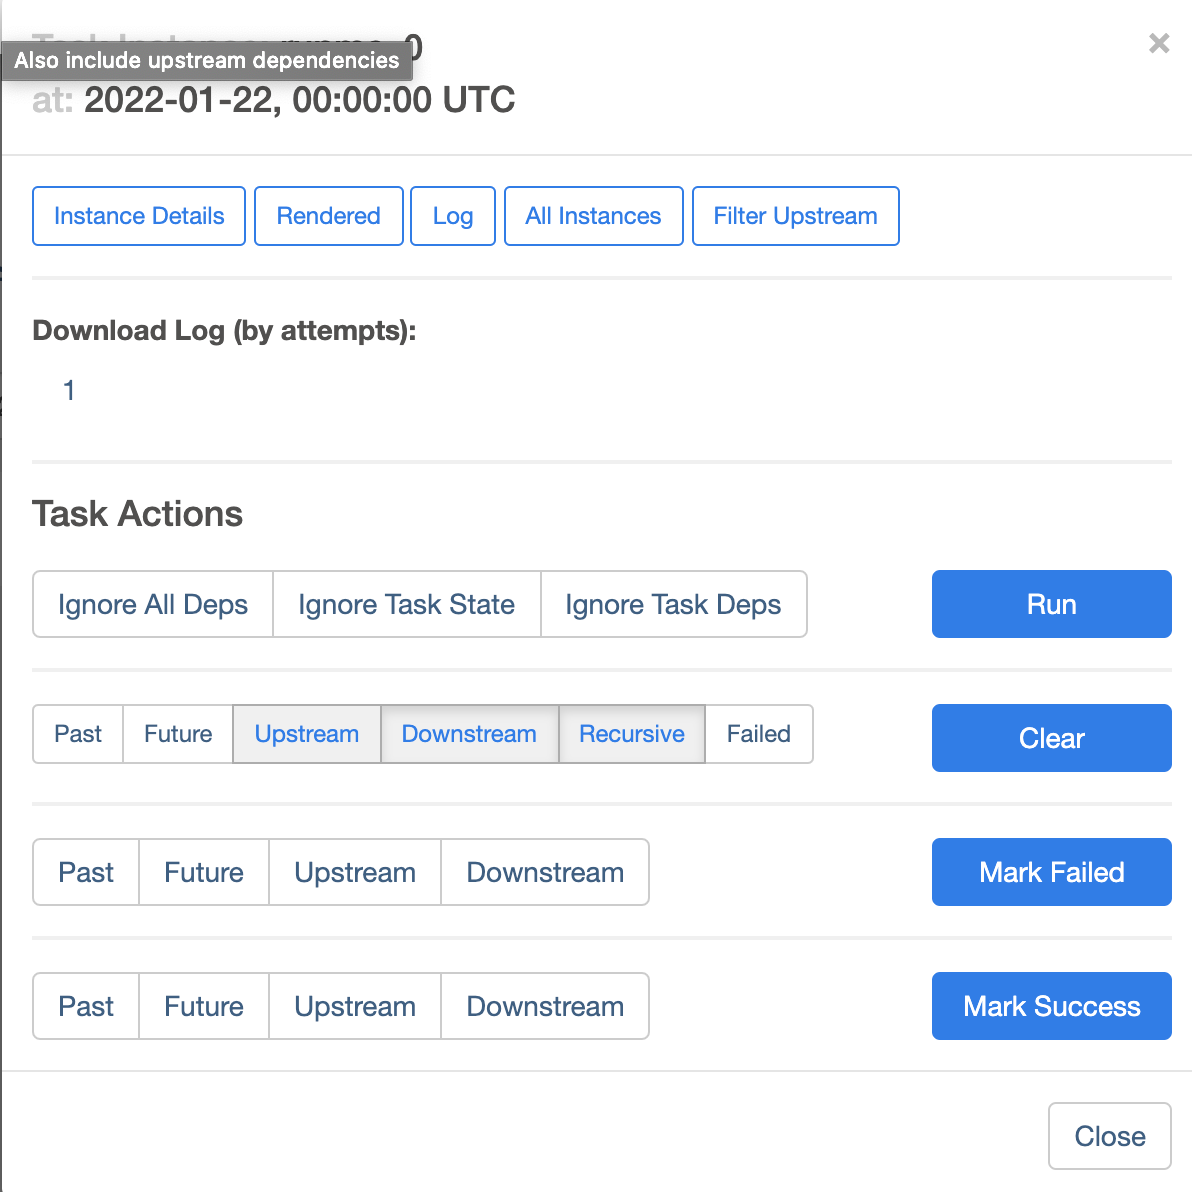 0
Also include upstream dependencies
×
at: 2022-01-22, 00:00:00 UTC
Instance Details Rendered Log All Instances Filter Upstream
Download Log (by attempts):
1
Task Actions
Ignore All Deps Ignore Task State Ignore Task Deps Run
Past Future Upstream Downstream Recursive Failed Clear
Past Future Upstream Downstream Mark Failed
Past Future Upstream Downstream Mark Success
Close